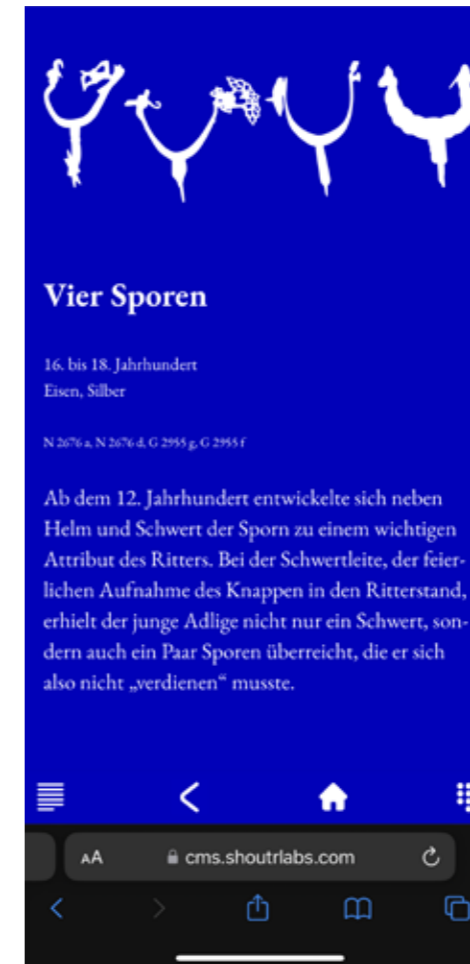 Vier Sporen
16. bis 18. Jahrhundert
Eisen, Silber
N 2676 a, N 2676 d, G 2955 g, G 2955 f
Ab dem 12. Jahrhundert entwickelte sich neben
Helm und Schwert der Sporn zu einem wichtigen
Attribut des Ritters. Bei der Schwertleite, der feier-
lichen Aufnahme des Knappen in den Ritterstand,
erhielt der junge Adlige nicht nur ein Schwert, son-
dern auch ein Paar Sporen überreicht, die er sich
also nicht „verdienen“ musste.
AA cms.shoutrlabs.com